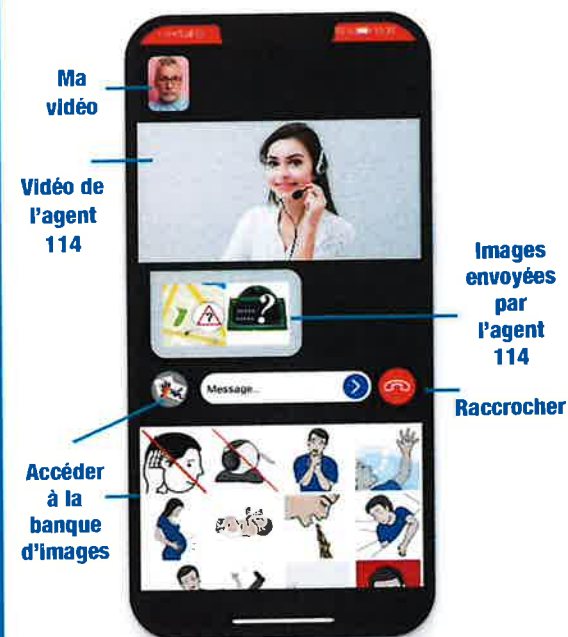 Ma
vidéo
Vidéo de
l'agent
114
Images
envoyées
par
l'agent
114
Message...
Raccrocher
Accéder
à la
banque
d'images